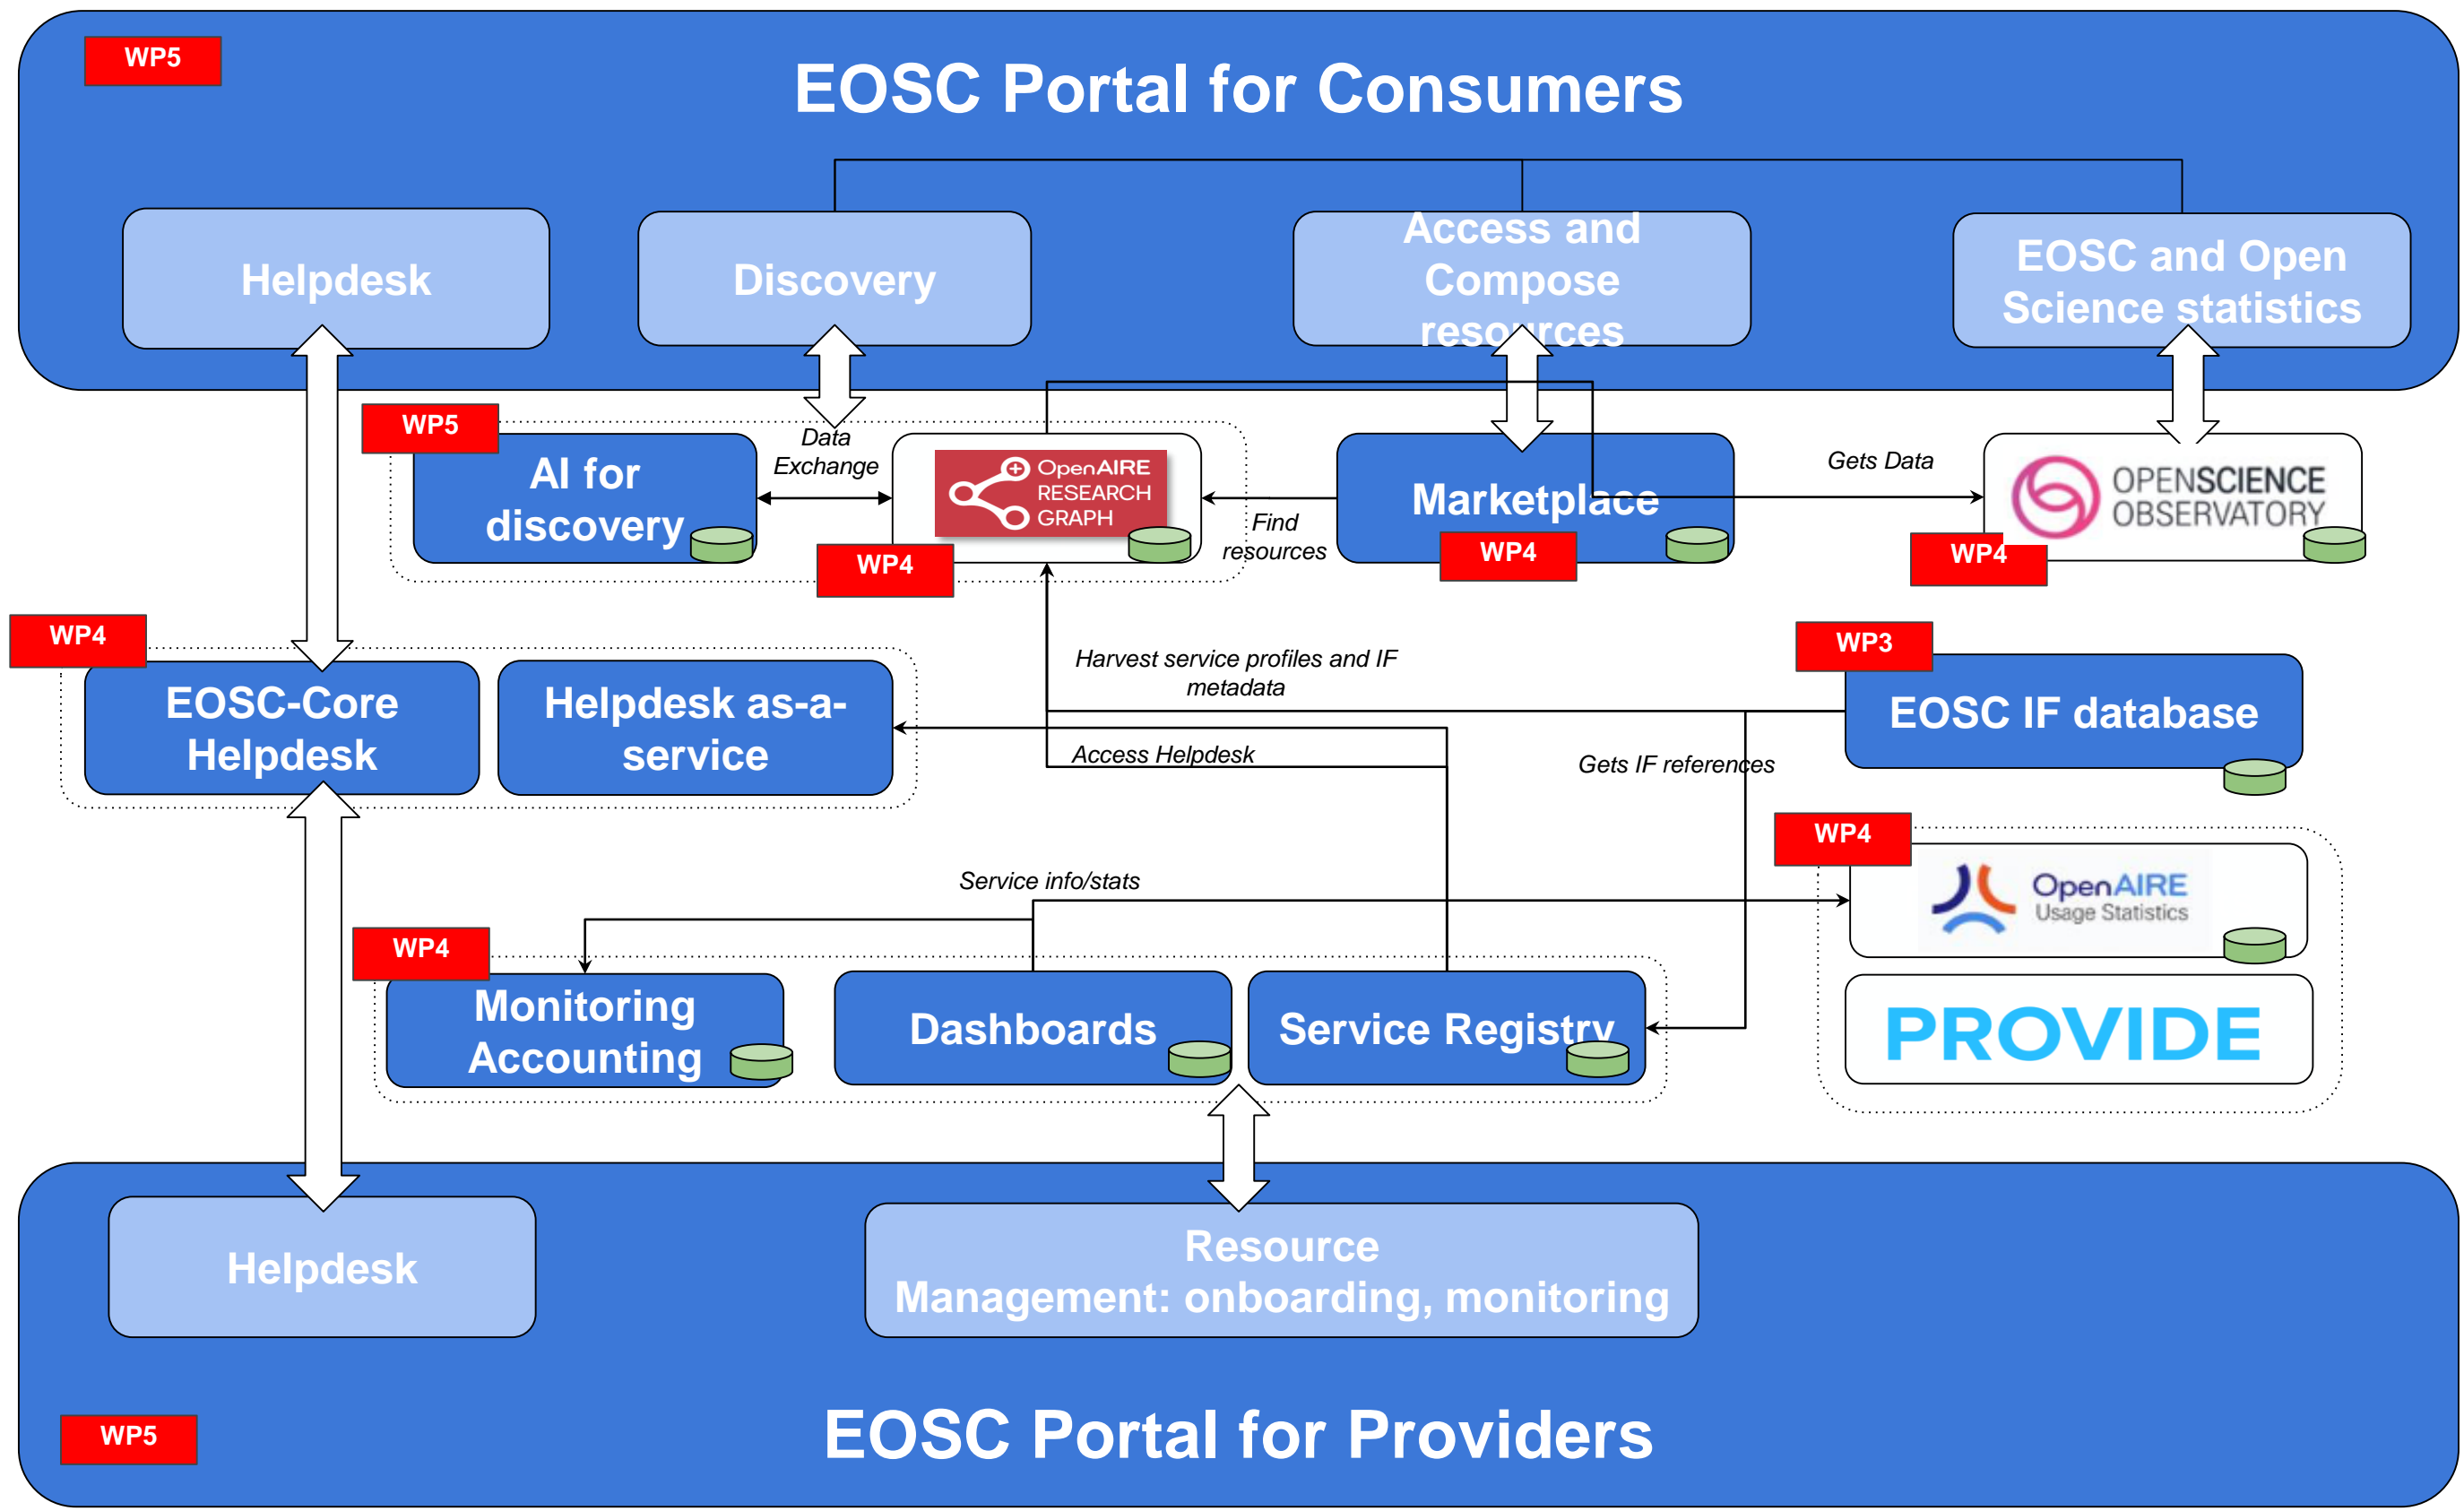 WP5
EOSC Portal for Consumers
Helpdesk
Discovery
Access and
Compose
resources
EOSC and Open
Science statistics
WP5
AI for
discovery
Data
Exchange
OpenAIRE
RESEARCH
GRAPH
WP4
Find
resources
Marketplace
WP4
Gets Data
OPENSCIENCE
OBSERVATORY
WP4
WP4
EOSC-Core
Helpdesk
Helpdesk as-a-
service
Harvest service profiles and IF
metadata
Access Helpdesk
WP3
EOSC IF database
Gets IF references
WP4
OpenAIRE
Usage Statistics
PROVIDE
Service info/stats
WP4
Monitoring
Accounting
Dashboards
Service Registry
Helpdesk
Resource
Management: onboarding, monitoring
WP5
EOSC Portal for Providers